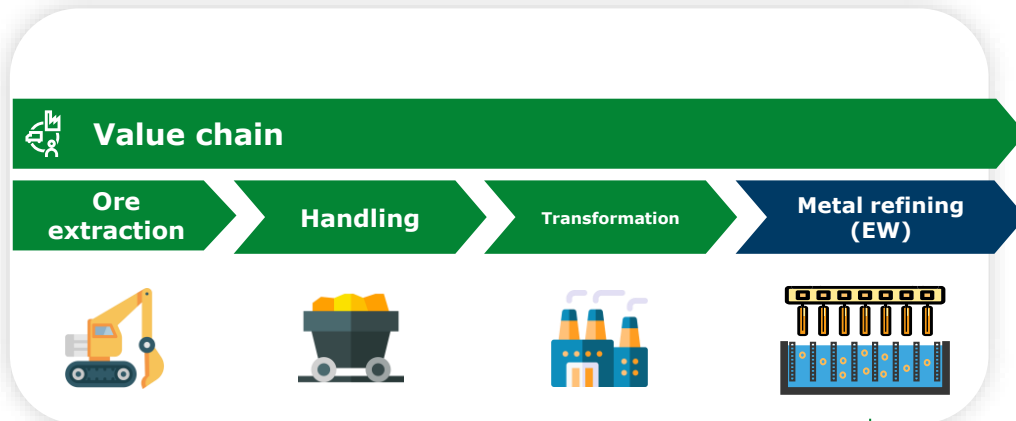 Value chain
Ore
extraction
Handling
Transformation
Metal refining
(EW)